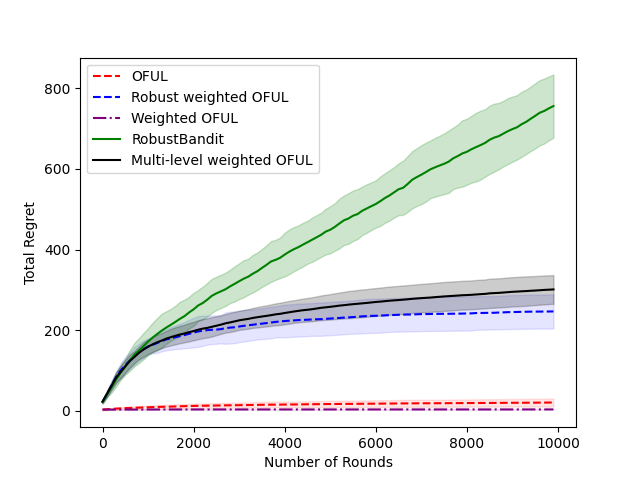 OFUL
Robust weighted OFUL
Weighted OFUL
RobustBandit
Multi-level weighted OFUL
Total Regret
800
600
400
200
0
0 2000 4000 6000 8000 10000
Number of Rounds